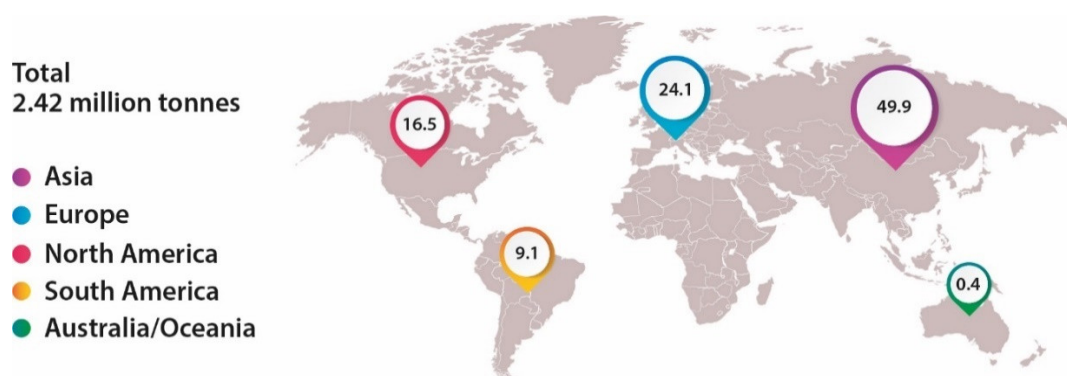 Total
2.42 million tonnes
Asia
Europe
North America
South America
Australia/Oceania
16.5
24.1
49.9
9.1
0.4